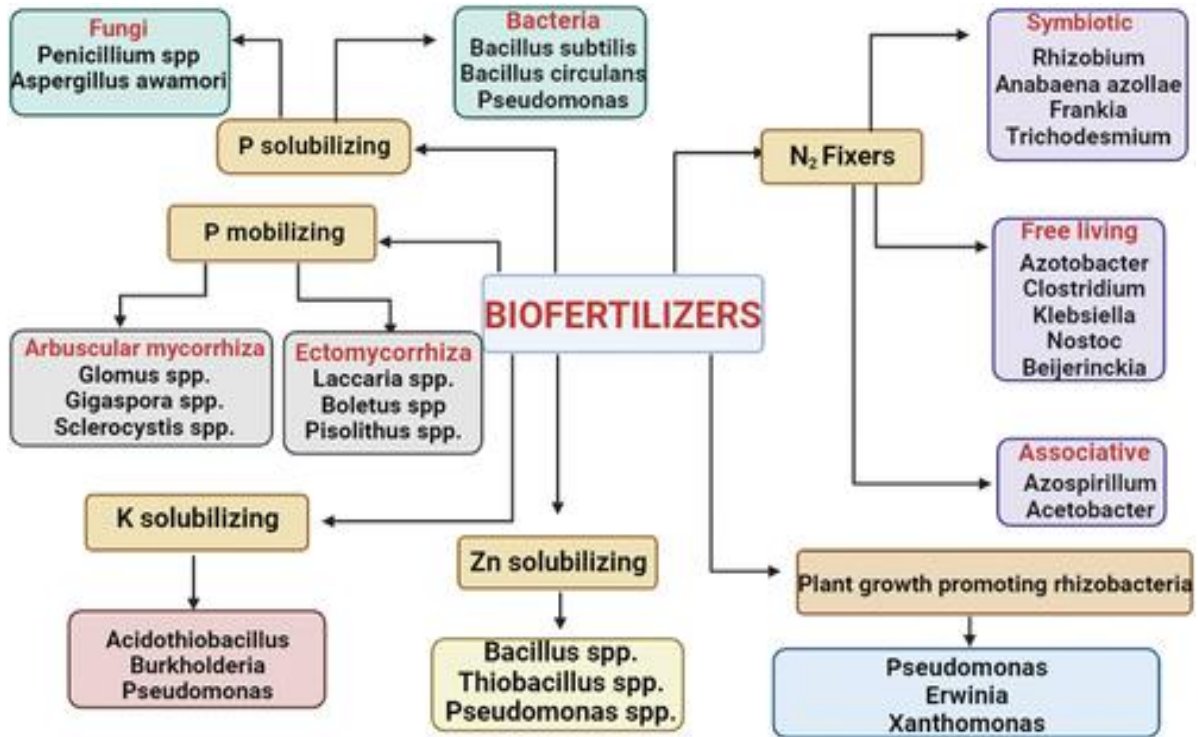 Fungi
Penicillium spp
Aspergillus awamori
Bacteria
Bacillus subtilis
Bacillus circulans
Pseudomonas
P solubilizing
Symbiotic
Rhizobium
Anabaena azollae
Frankia
Trichodesmium
N₂ Fixers
P mobilizing
Free living
Azotobacter
Clostridium
Klebsiella
Nostoc
Beijerinckia
BIOFERTILIZERS
Arbuscular mycorrhiza
Glomus spp.
Gigaspora spp.
Sclerocystis spp.
Ectomycorrhiza
Laccaria spp.
Boletus spp
Pisolithus spp.
Associative
Azospirillum
Acetobacter
K solubilizing
Zn solubilizing
Plant growth promoting rhizobacteria
Acidothiobacillus
Burkholderia
Pseudomonas
Bacillus spp.
Thiobacillus spp.
Pseudomonas spp.
Pseudomonas
Erwinia
Xanthomonas